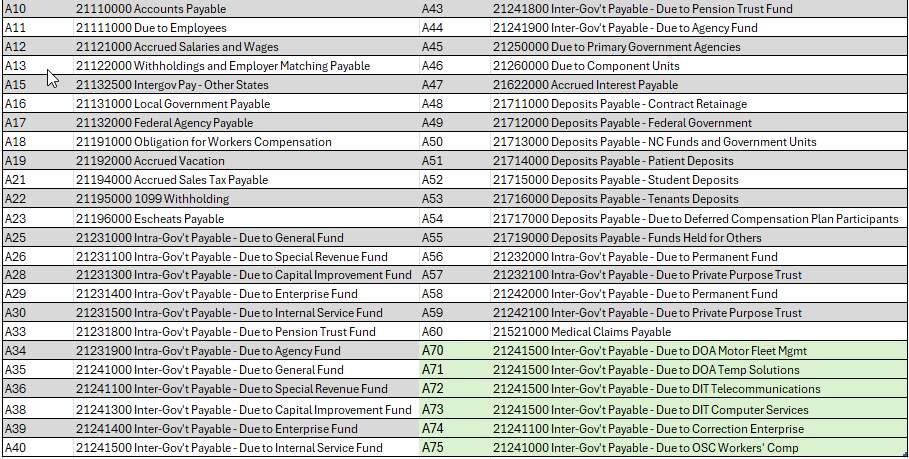 A10 21110000 Accounts Payable A43 21241800 Inter-Gov't Payable - Due to Pension Trust Fund
A11 21111000 Due to Employees A44 21241900 Inter-Gov't Payable - Due to Agency Fund
A12 21121000 Accrued Salaries and Wages A45 21250000 Due to Primary Government Agencies
A13 21122000 Withholdings and Employer Matching Payable A46 21260000 Due to Component Units
A15 21132500 Intergov Pay - Other States A47 21622000 Accrued Interest Payable
A16 21131000 Local Government Payable A48 21711000 Deposits Payable - Contract Retainage
A17 21132000 Federal Agency Payable A49 21712000 Deposits Payable - Federal Government
A18 21191000 Obligation for Workers Compensation A50 21713000 Deposits Payable - NC Funds and Government Units
A19 21192000 Accrued Vacation A51 21714000 Deposits Payable - Patient Deposits
A21 21194000 Accrued Sales Tax Payable A52 21715000 Deposits Payable - Student Deposits
A22 21195000 1099 Withholding A53 21716000 Deposits Payable - Tenants Deposits
A23 21196000 Escheats Payable A54 21717000 Deposits Payable - Due to Deferred Compensation Plan Participants
A25 21231000 Intra-Gov't Payable - Due to General Fund A55 21719000 Deposits Payable - Funds Held for Others
A26 21231100 Intra-Gov't Payable - Due to Special Revenue Fund A56 21232000 Intra-Gov't Payable - Due to Permanent Fund
A28 21231300 Intra-Gov't Payable - Due to Capital Improvement Fund A57 21232100 Intra-Gov't Payable - Due to Private Purpose Trust
A29 21231400 Intra-Gov't Payable - Due to Enterprise Fund A58 21242000 Inter-Gov't Payable - Due to Permanent Fund
A30 21231500 Intra-Gov't Payable - Due to Internal Service Fund A59 21242100 Inter-Gov't Payable - Due to Private Purpose Trust
A33 21231800 Intra-Gov't Payable - Due to Pension Trust Fund A60 21521000 Medical Claims Payable
A34 21231900 Intra-Gov't Payable - Due to Agency Fund A70 21241500 Inter-Gov't Payable - Due to DOA Motor Fleet Mgmt
A35 21241000 Inter-Gov't Payable - Due to General Fund A71 21241500 Inter-Gov't Payable - Due to DOA Temp Solutions
A36 21241100 Inter-Gov't Payable - Due to Special Revenue Fund A72 21241500 Inter-Gov't Payable - Due to DIT Telecommunications
A38 21241300 Inter-Gov't Payable - Due to Capital Improvement Fund A73 21241500 Inter-Gov't Payable - Due to DIT Computer Services
A39 21241400 Inter-Gov't Payable - Due to Enterprise Fund A74 21241100 Inter-Gov't Payable - Due to Correction Enterprise
A40 21241500 Inter-Gov't Payable - Due to Internal Service Fund A75 21241000 Inter-Gov't Payable - Due to OSC Workers' Comp